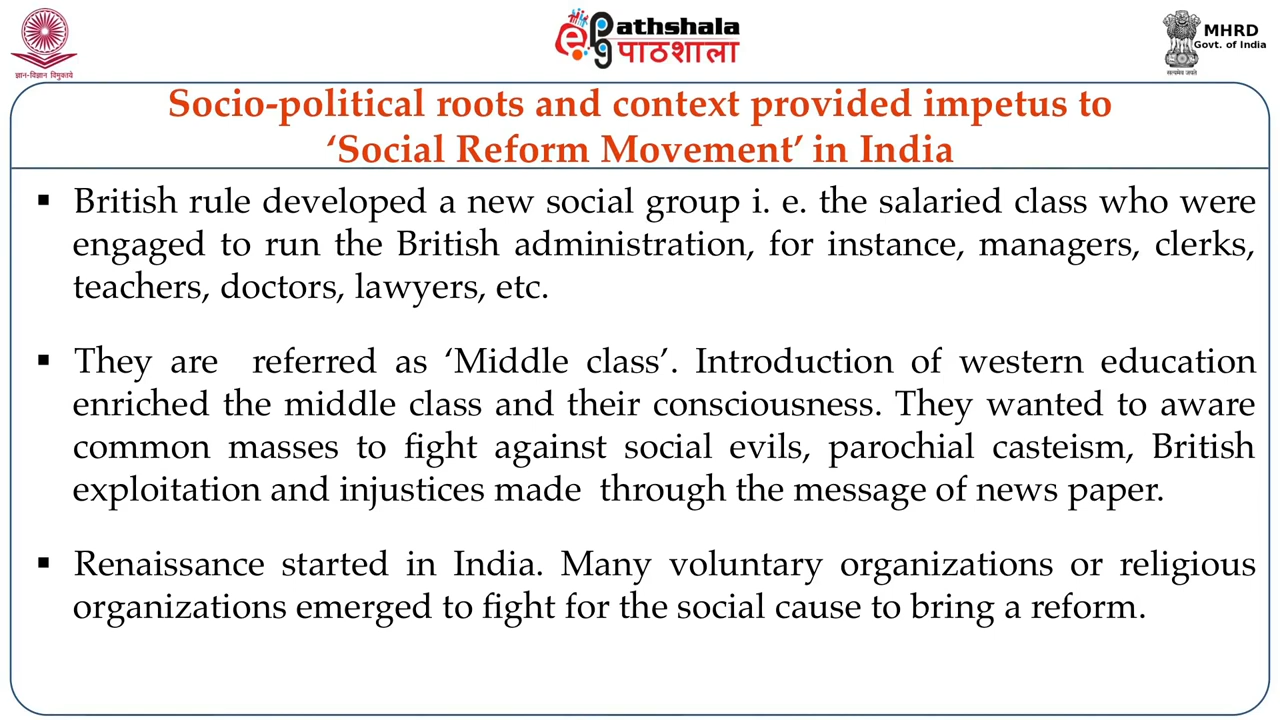 ज्ञान-विज्ञान विमुक्तये
ePathshala
पाठशाला
MHRD
Govt. of India
सत्यमेव जयते
Socio-political roots and context provided impetus to
‘Social Reform Movement’ in India
▪ British rule developed a new social group i. e. the salaried class who were
engaged to run the British administration, for instance, managers, clerks,
teachers, doctors, lawyers, etc.
▪ They are referred as ‘Middle class’. Introduction of western education
enriched the middle class and their consciousness. They wanted to aware
common masses to fight against social evils, parochial casteism, British
exploitation and injustices made through the message of news paper.
▪ Renaissance started in India. Many voluntary organizations or religious
organizations emerged to fight for the social cause to bring a reform.